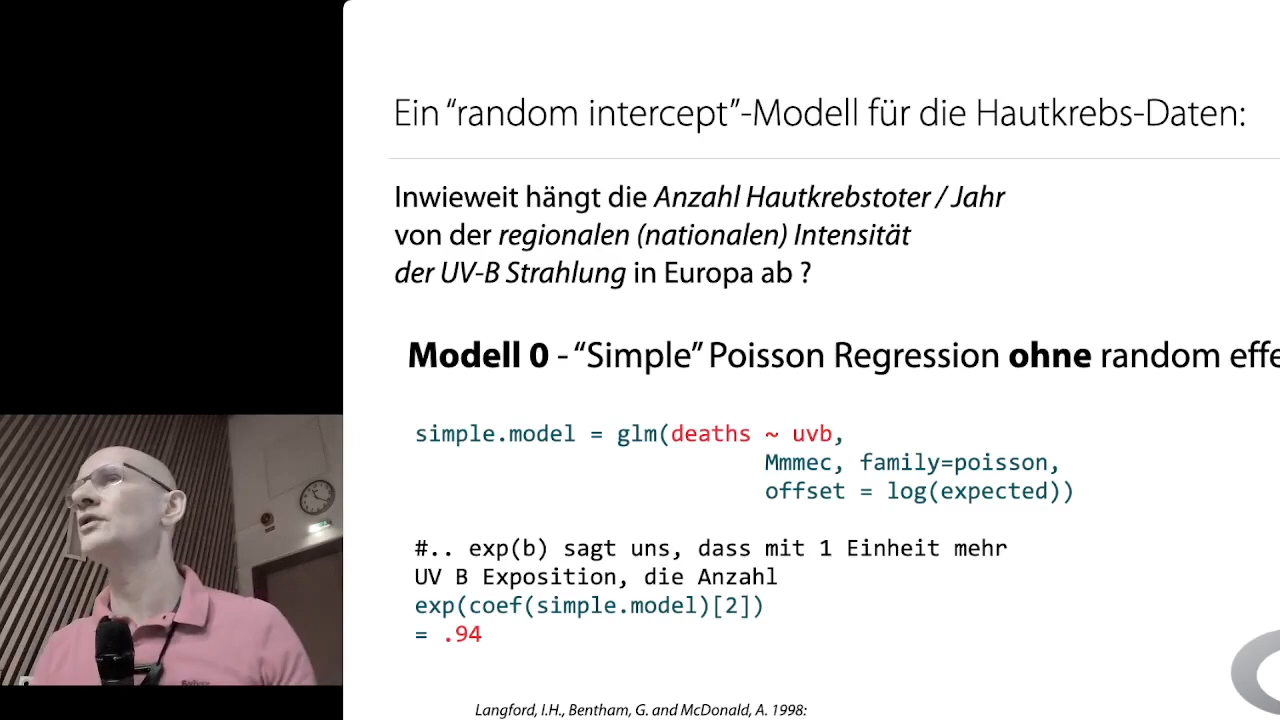 Ein “random intercept”-Modell für die Hautkrebs-Daten:
Inwieweit hängt die Anzahl Hautkrebstoter / Jahr
von der regionalen (nationalen) Intensität
der UV-B Strahlung in Europa ab ?
Modell 0 - “Simple” Poisson Regression ohne random effe
simple.model = glm(deaths ~ uvb,
Mmmec, family=poisson,
offset = log(expected))
#.. exp(b) sagt uns, dass mit 1 Einheit mehr
UV B Exposition, die Anzahl
exp(coef(simple.model)[2])
= .94
Langford, I.H., Bentham, G. and McDonald, A. 1998: